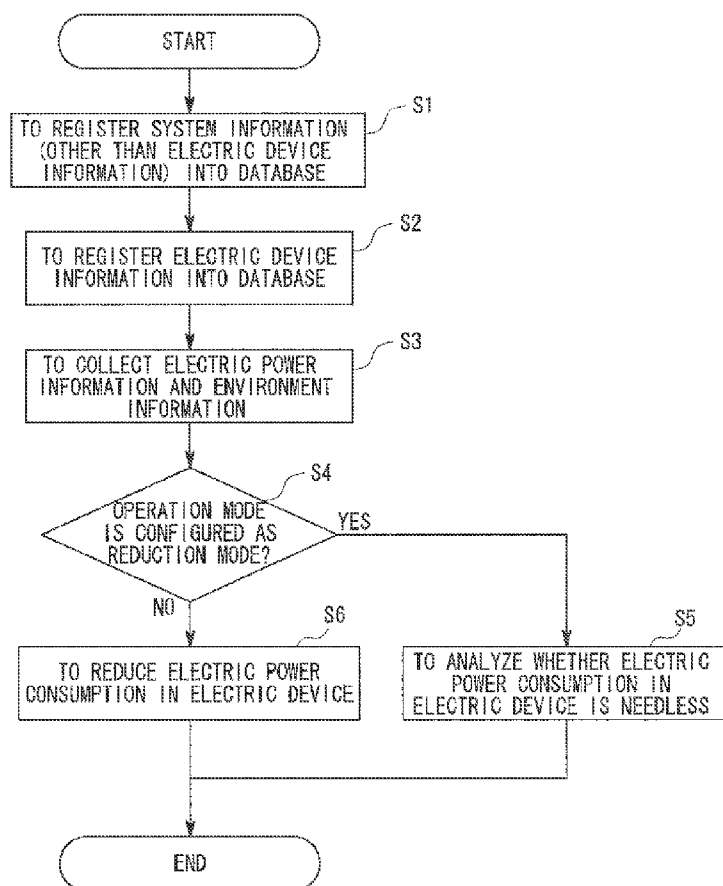 START
S1
TO REGISTER SYSTEM INFORMATION
(OTHER THAN ELECTRIC DEVICE
INFORMATION) INTO DATABASE
S2
TO REGISTER ELECTRIC DEVICE
INFORMATION INTO DATABASE
S3
TO COLLECT ELECTRIC POWER
INFORMATION AND ENVIRONMENT
INFORMATION
S4
OPERATION MODE
IS CONFIGURED AS
REDUCTION MODE?
YES
NO
S6
TO REDUCE ELECTRIC POWER
CONSUMPTION IN ELECTRIC DEVICE
S5
TO ANALYZE WHETHER ELECTRIC
POWER CONSUMPTION IN
ELECTRIC DEVICE IS NEEDLESS
END